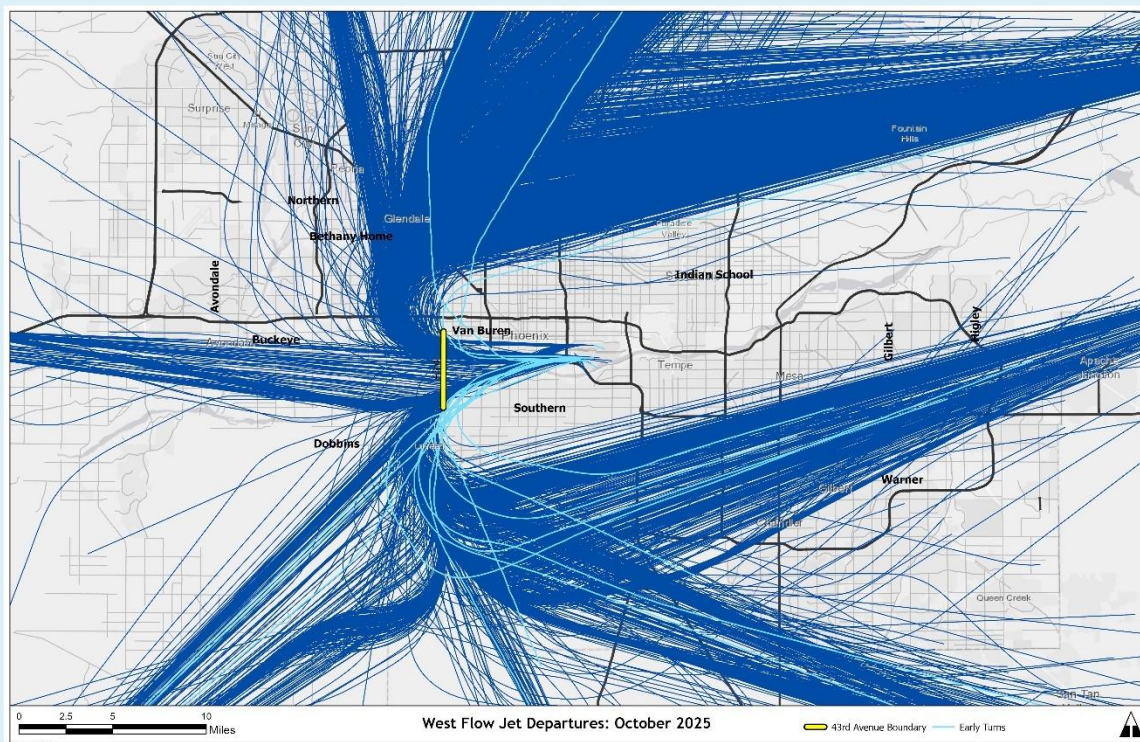 Sun City
West
Surprise
Sun
City
Peoria
Fountain
Hills
Northern
Glendale
Bethany Home
Paradise
Valley
Indian School
Avondale
Buckeye
Van Buren
Phoenix
Tempe
Mesa
Gilbert
Higley
Apache
Junction
Southern
Dobbins
Gilbert
Warner
Chandler
Queen Creek
San Tan
0 2.5 5 10
Miles
West Flow Jet Departures: October 2025
43rd Avenue Boundary
Early Turns